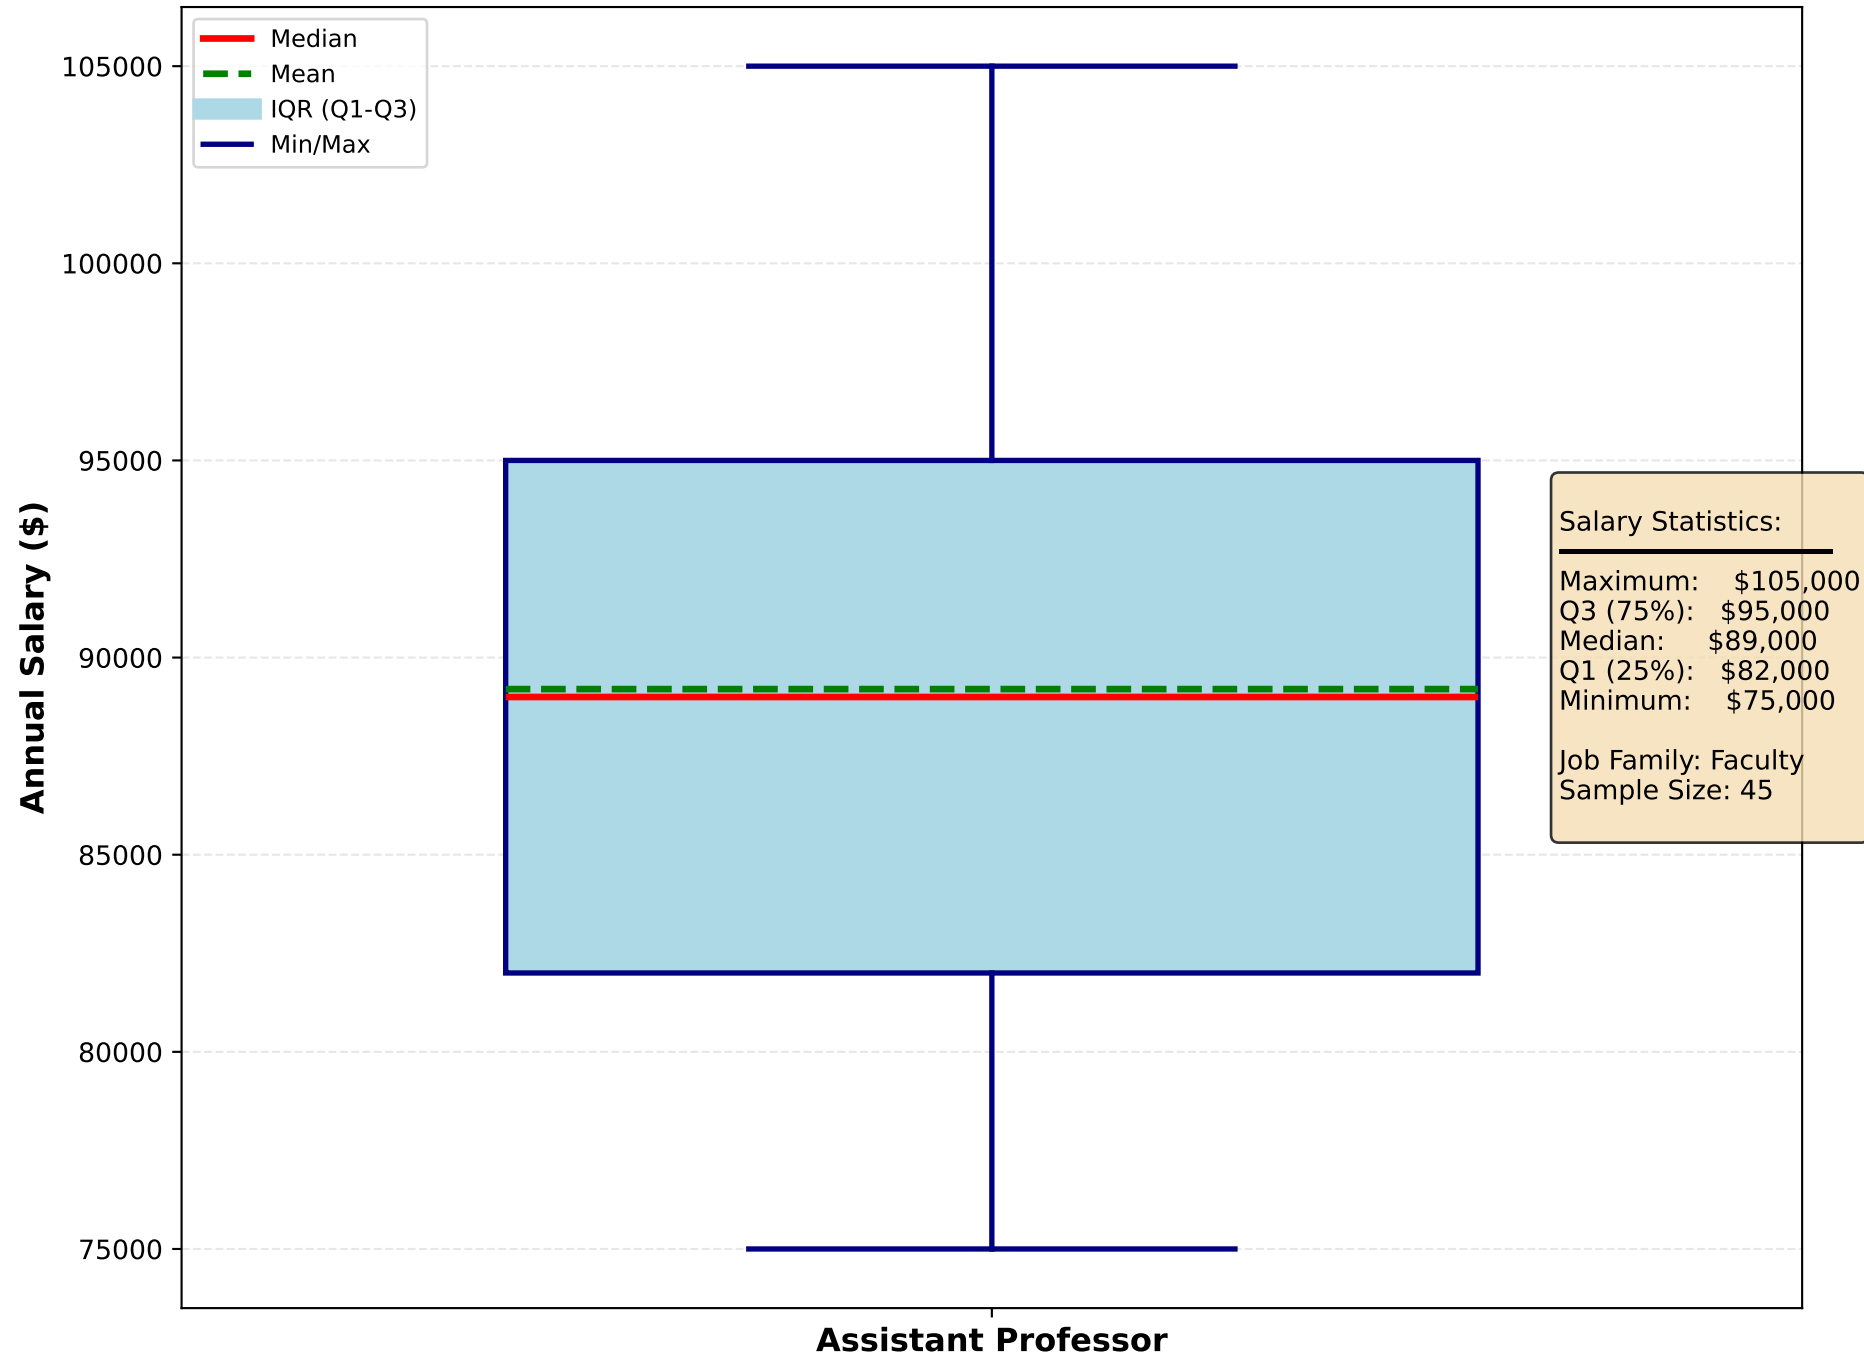 Median
Mean
IQR (Q1-Q3)
Min/Max
105000
100000
95000
90000
85000
80000
75000
Annual Salary ($)
Assistant Professor
Salary Statistics:
Maximum: $105,000
Q3 (75%): $95,000
Median: $89,000
Q1 (25%): $82,000
Minimum: $75,000
Job Family: Faculty
Sample Size: 45